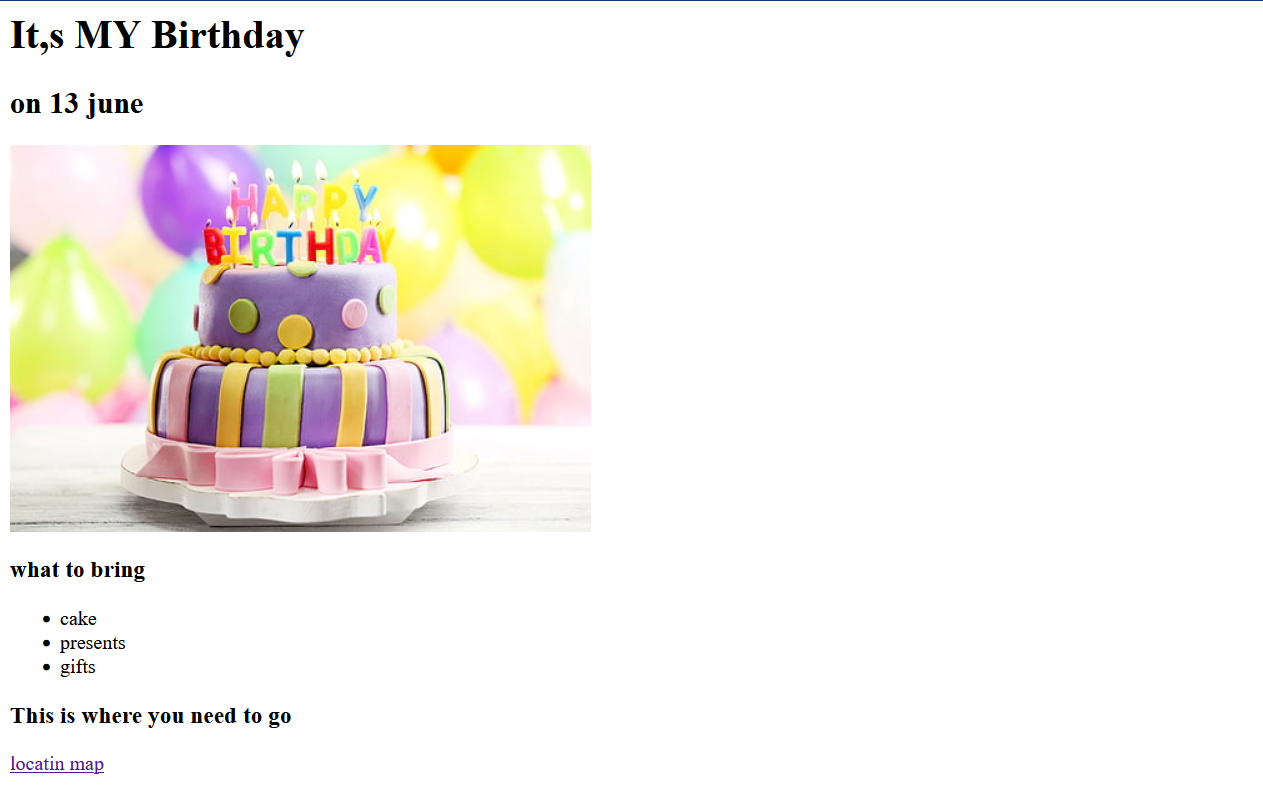 It,s MY Birthday
on 13 june
HAPPY
BIRTHDAY
what to bring
cake
presents
gifts
This is where you need to go
locatin map